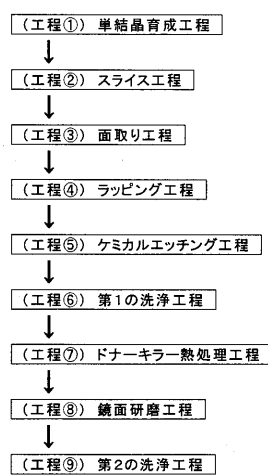 (工程①) 単結晶育成工程
(工程②) スライス工程
(工程③) 面取り工程
(工程④) ラッピング工程
(工程⑤) ケミカルエッチング工程
(工程⑥) 第1の洗浄工程
(工程⑦) ドナーキラー熱処理工程
(工程⑧) 鏡面研磨工程
(工程⑨) 第2の洗浄工程